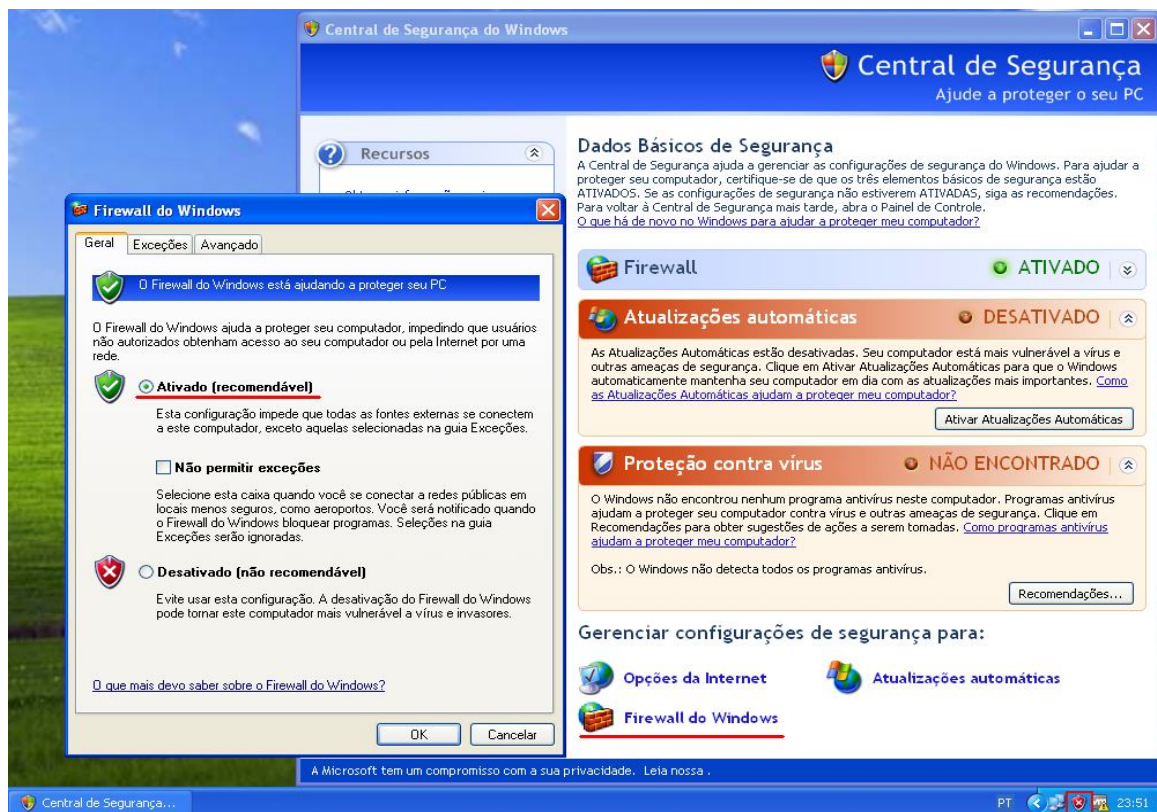 Central de Segurança do Windows
Central de Segurança
Ajude a proteger o seu PC
Recursos
Dados Básicos de Segurança
A Central de Segurança ajuda a gerenciar as configurações de segurança do Windows. Para ajudar a
proteger seu computador, certifique-se de que os três elementos básicos de segurança estão
ATIVADOS. Se as configurações de segurança não estiverem ATIVADAS, siga as recomendações.
Para voltar à Central de Segurança mais tarde, abra o Painel de Controle.
O que há de novo no Windows para ajudar a proteger meu computador?
Firewall ATIVADO
Atualizações automáticas DESATIVADO
As Atualizações Automáticas estão desativadas. Seu computador está mais vulnerável a vírus e
outras ameaças de segurança. Clique em Ativar Atualizações Automáticas para que o Windows
automaticamente mantenha seu computador em dia com as atualizações mais importantes. Como
as Atualizações Automáticas ajudam a proteger meu computador?
Ativar Atualizações Automáticas
Proteção contra vírus NÃO ENCONTRADO
O Windows não encontrou nenhum programa antivírus neste computador. Programas antivírus
ajudam a proteger seu computador contra vírus e outras ameaças de segurança. Clique em
Recomendações para obter sugestões de ações a serem tomadas. Como programas antivírus
ajudam a proteger meu computador?
Obs.: O Windows não detecta todos os programas antivírus.
Recomendações...
Gerenciar configurações de segurança para:
Opções da Internet
Atualizações automáticas
Firewall do Windows
A Microsoft tem um compromisso com a sua privacidade. Leia nossa .
Firewall do Windows
Geral Exceções Avançado
O Firewall do Windows está ajudando a proteger seu PC
O Firewall do Windows ajuda a proteger seu computador, impedindo que usuários
não autorizados obtenham acesso ao seu computador ou pela Internet por uma
rede.
Ativado (recomendável)
Esta configuração impede que todas as fontes externas se conectem
a este computador, exceto aquelas selecionadas na guia Exceções.
Não permitir exceções
Selecione esta caixa quando você se conectar a redes públicas em
locais menos seguros, como aeroportos. Você será notificado quando
o Firewall do Windows bloquear programas. Seleções na guia
Exceções serão ignoradas.
Desativado (não recomendável)
Evite usar esta configuração. A desativação do Firewall do Windows
pode tornar este computador mais vulnerável a vírus e invasores.
O que mais devo saber sobre o Firewall do Windows?
OK Cancelar
Central de Segurança...
PT 23:51